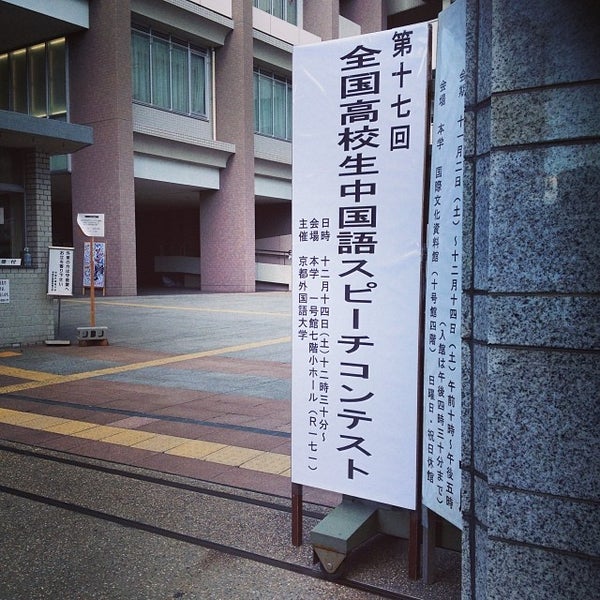 第十七回
全国高校生中国語スピーチコンテスト
日時 十二月十四日(土)十二時三十分〜
会場 本学 一号館七階小ホール(R一七一)
主催 京都外国語大学
会期 十一月二日(土)〜十二月十四日(土)午前十時〜午後五時
(入館は午後四時三十分まで)
会場 本学 国際文化資料館(十号館四階) 日曜日・祝日休館
受付